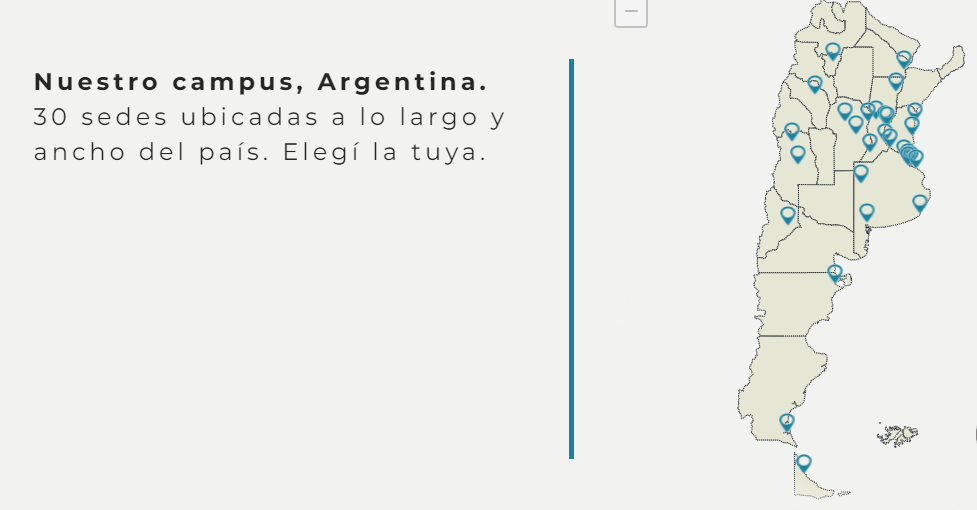 Nuestro campus, Argentina.
30 sedes ubicadas a lo largo y
ancho del país. Elegí la tuya.